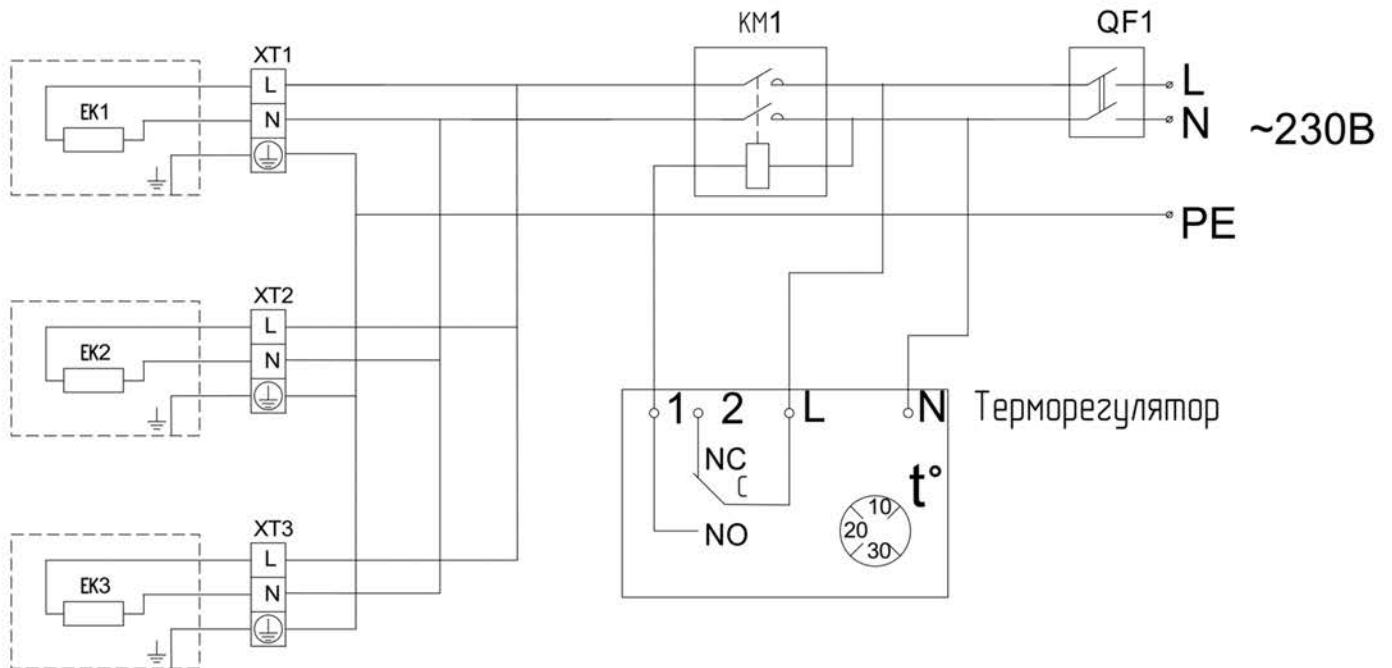 KM1
QF1
XT1
L
N
EK1
L
N
~230В
PE
XT2
L
N
EK2
1
2
L
N
Терморегулятор
NC
C
t°
10
20
30
NO
XT3
L
N
EK3